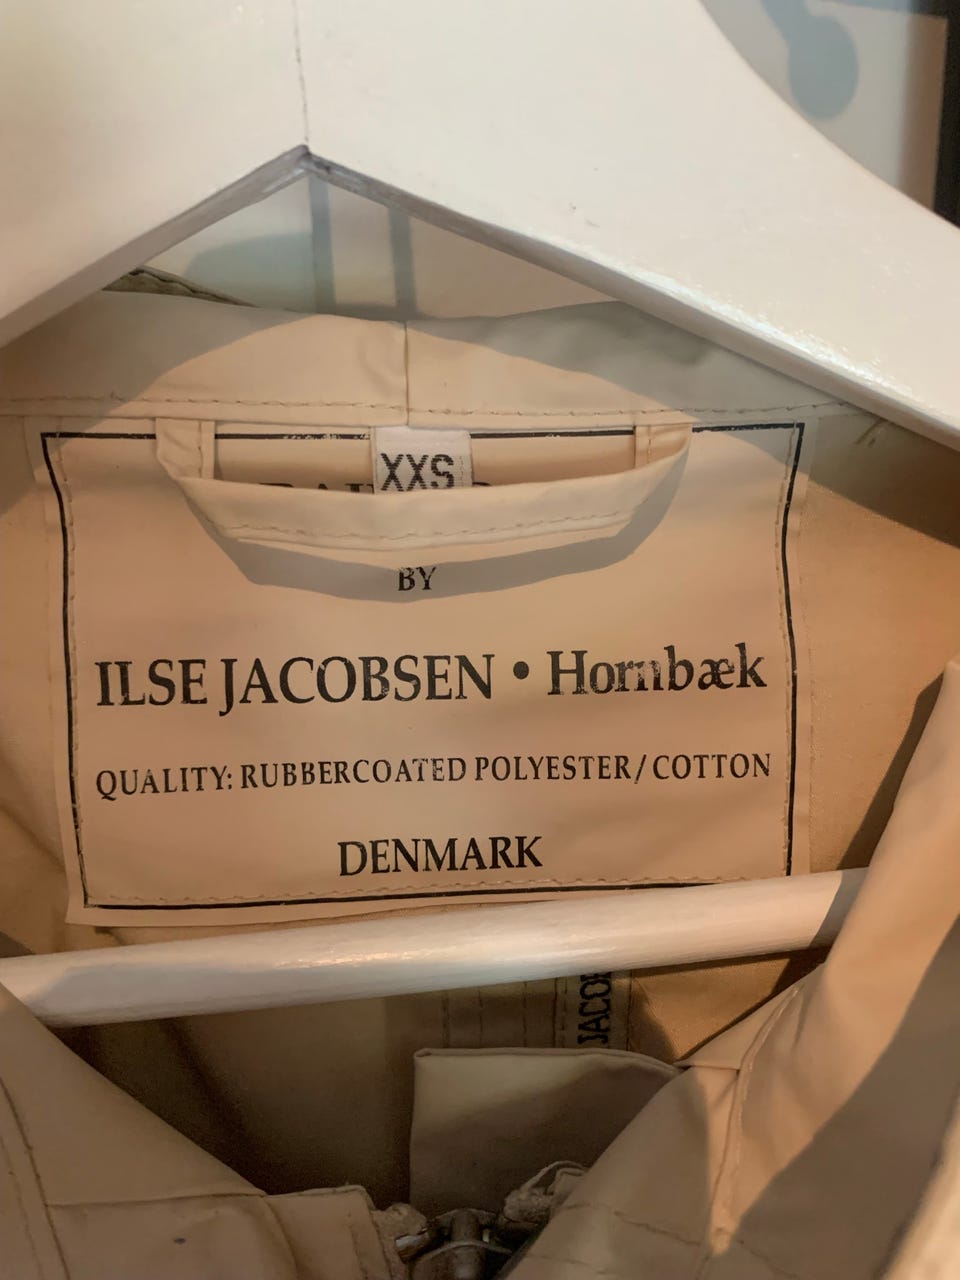 XXS
BY
ILSE JACOBSEN • Hornbæk
QUALITY: RUBBERCOATED POLYESTER/COTTON
DENMARK